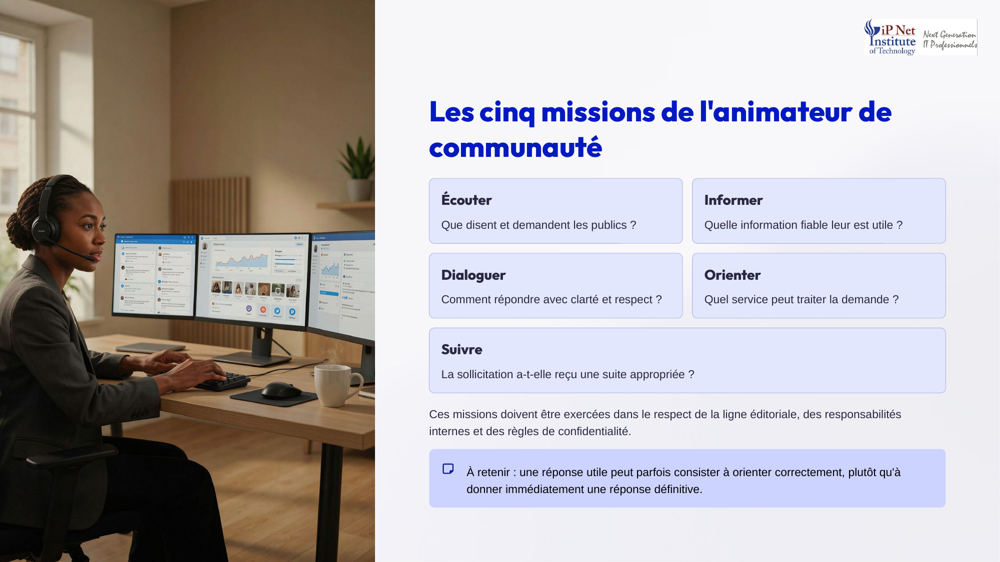 iP Net
Institute
of Technology
Next Generation
IT Professionnels
Les cinq missions de l'animateur de
communauté
Écouter
Que disent et demandent les publics ?
Informer
Quelle information fiable leur est utile ?
Dialoguer
Comment répondre avec clarté et respect ?
Orienter
Quel service peut traiter la demande ?
Suivre
La sollicitation a-t-elle reçu une suite appropriée ?
Ces missions doivent être exercées dans le respect de la ligne éditoriale, des responsabilités
internes et des règles de confidentialité.
À retenir : une réponse utile peut parfois consister à orienter correctement, plutôt qu'à
donner immédiatement une réponse définitive.